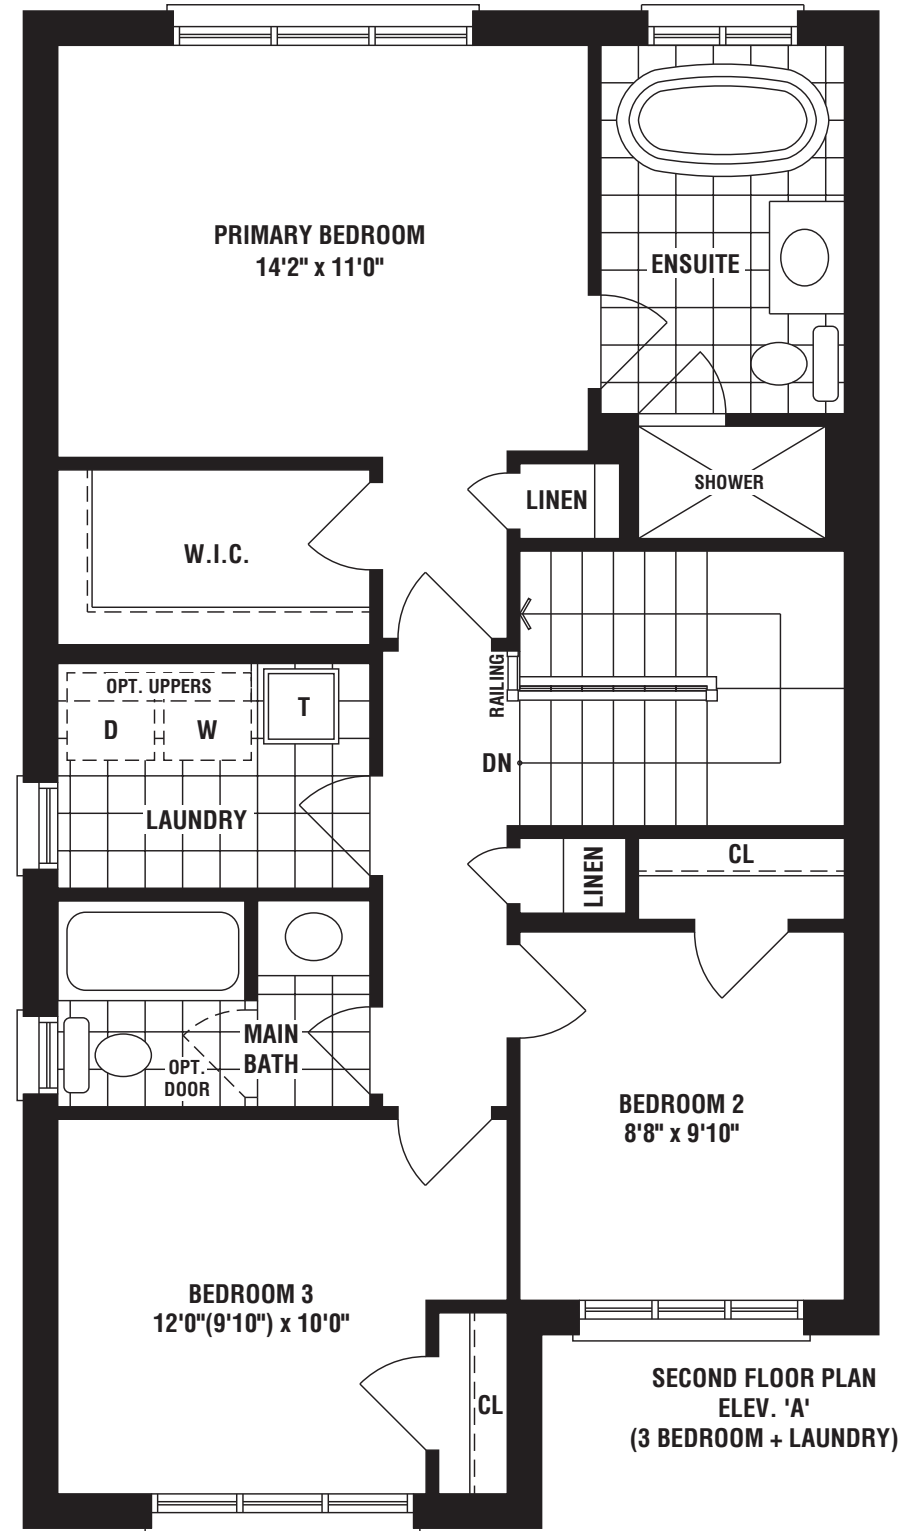 PRIMARY BEDROOM
14'2" x 11'0"
ENSUITE
SHOWER
LINEN
W.I.C.
RAILING
OPT. UPPERS
D
W
T
DN
LAUNDRY
LINEN
CL
MAIN
BATH
OPT.
DOOR
BEDROOM 2
8'8" x 9'10"
BEDROOM 3
12'0"(9'10") x 10'0"
CL
SECOND FLOOR PLAN
ELEV. 'A'
(3 BEDROOM + LAUNDRY)